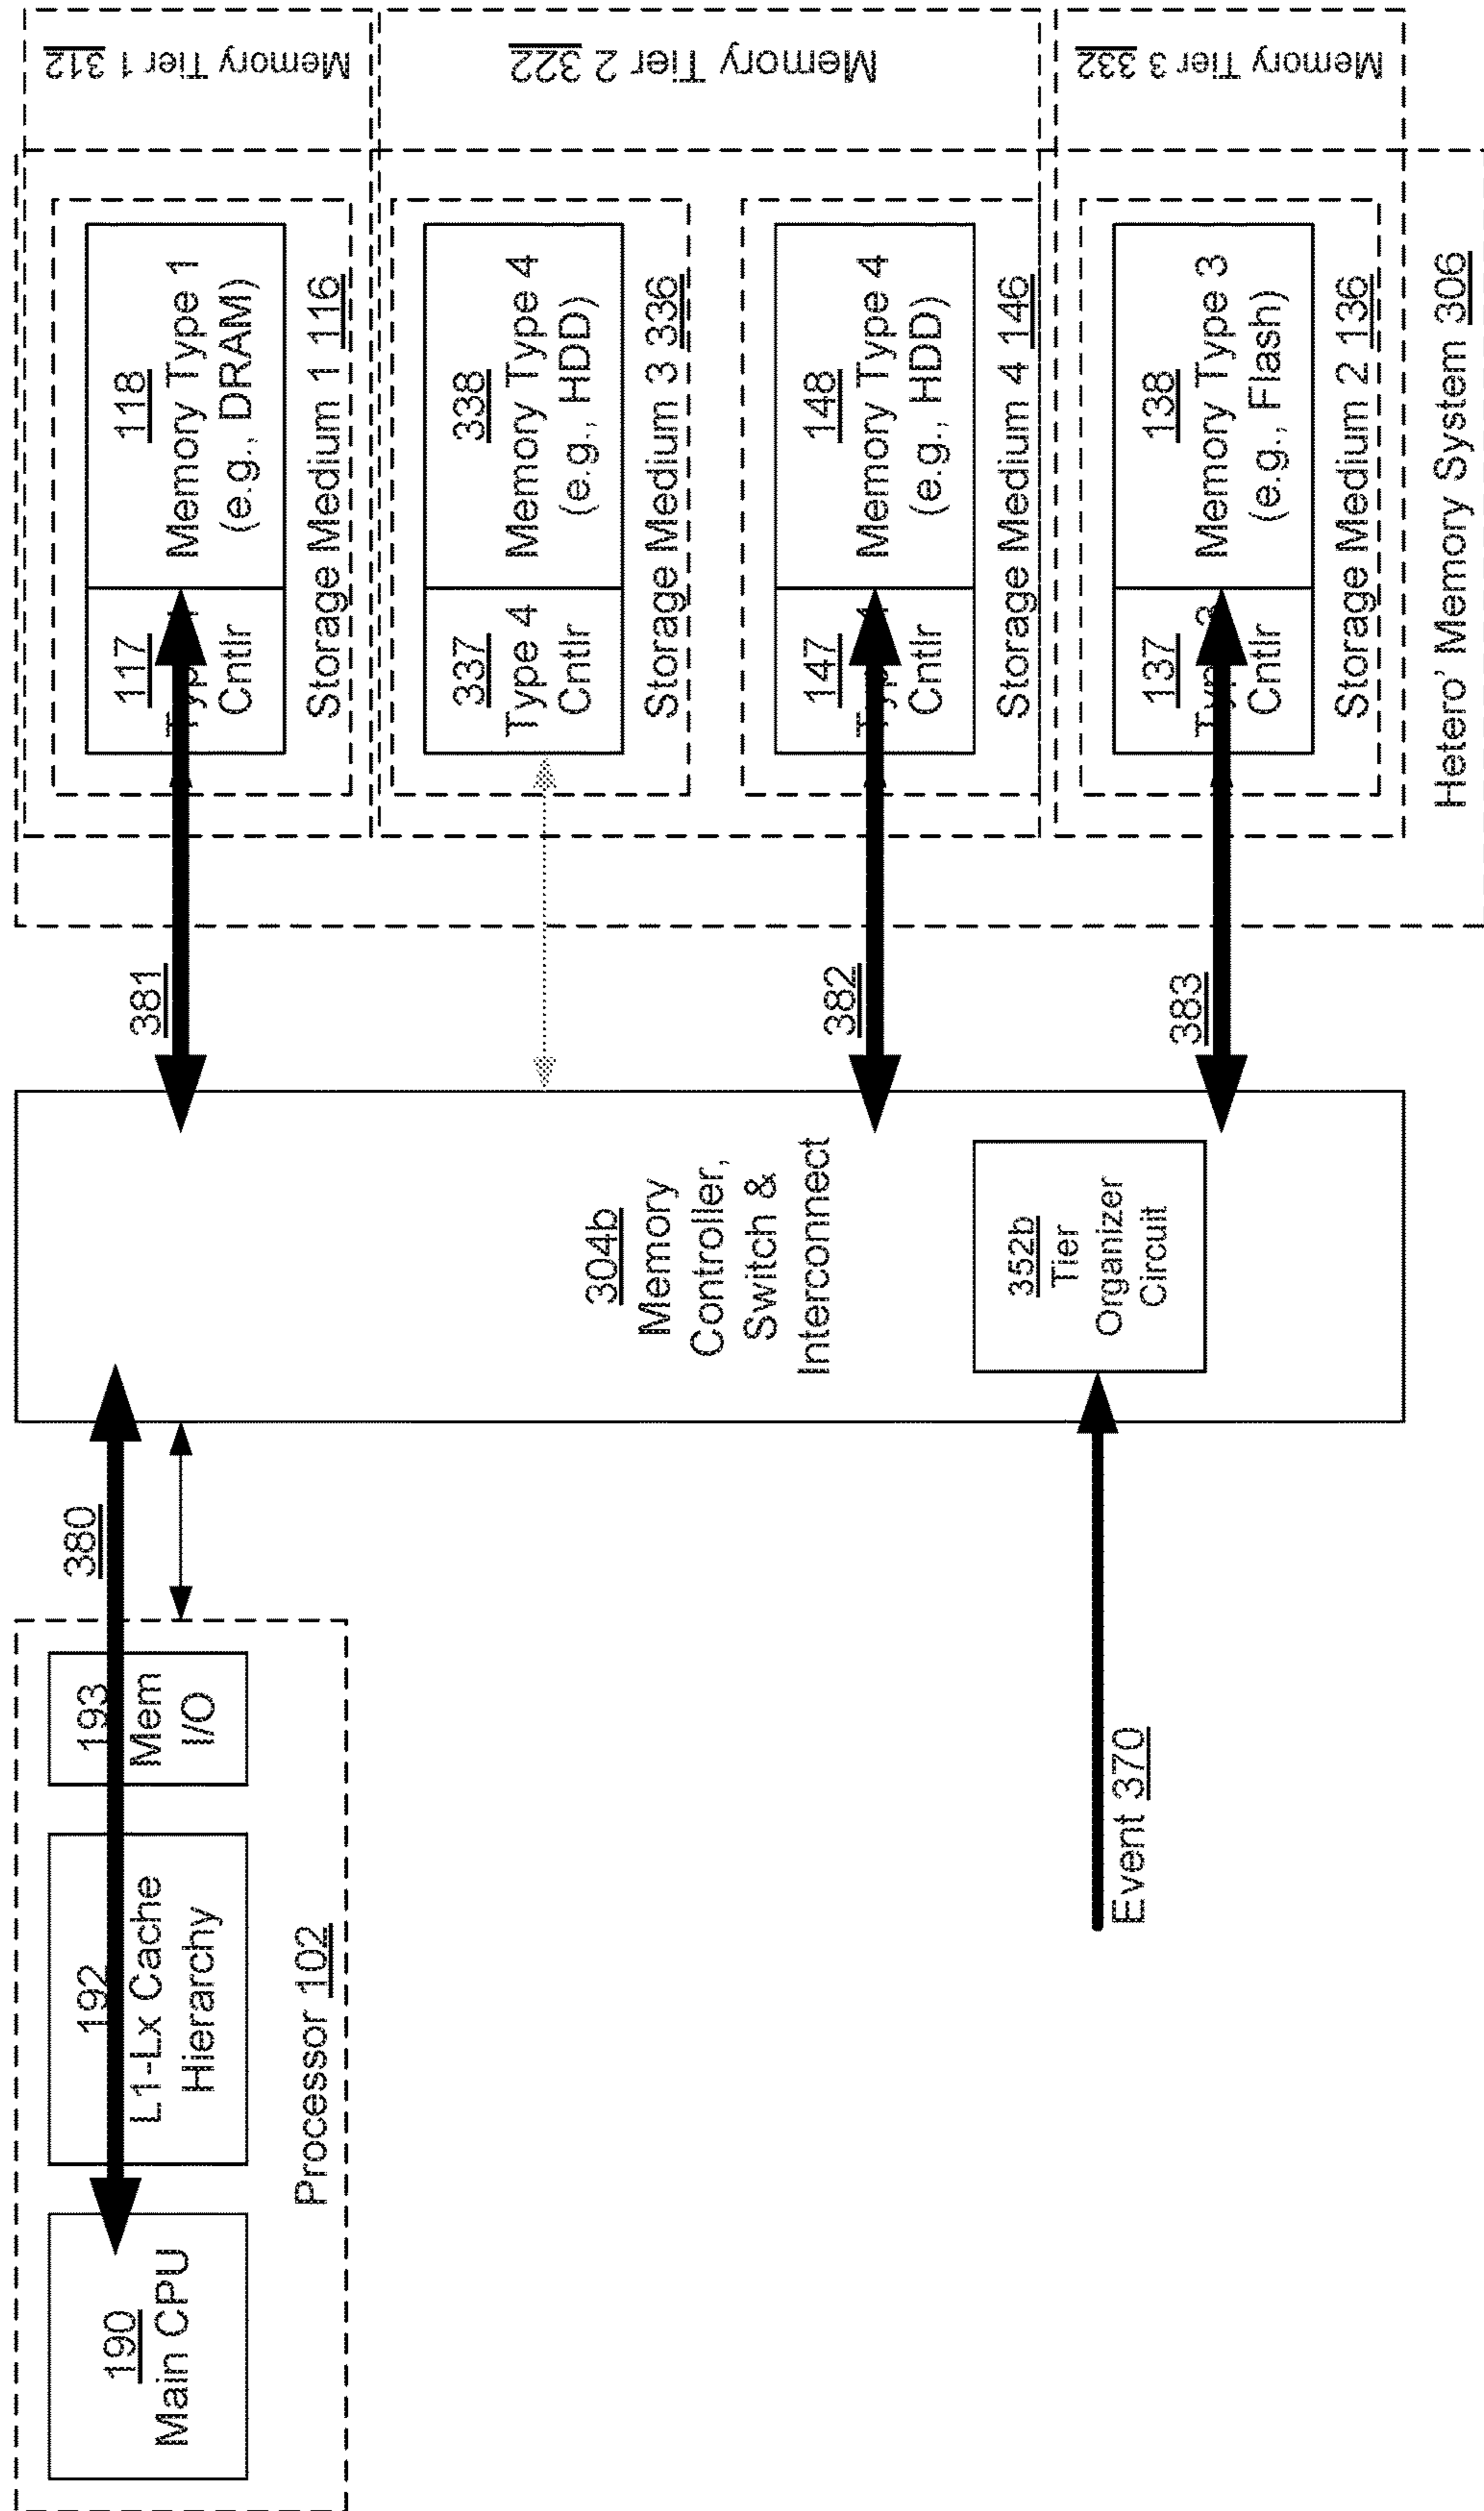 190
Main CPU
192
L1-Lx Cache
Hierarchy
193
Mem
I/O
Processor 102
380
304b
Memory
Controller,
Switch &
Interconnect
352b
Tier
Organizer
Circuit
Event 370
381
382
383
117
Cntlr
118
Memory Type 1
(e.g., DRAM)
Storage Medium 1 116
Memory Tier 1 312
337
Type 4
Cntlr
338
Memory Type 4
(e.g., HDD)
Storage Medium 3 336
147
Cntlr
148
Memory Type 4
(e.g., HDD)
Storage Medium 4 146
Memory Tier 2 322
137
Cntlr
138
Memory Type 3
(e.g., Flash)
Storage Medium 2 136
Memory Tier 3 332
Hetero' Memory System 306